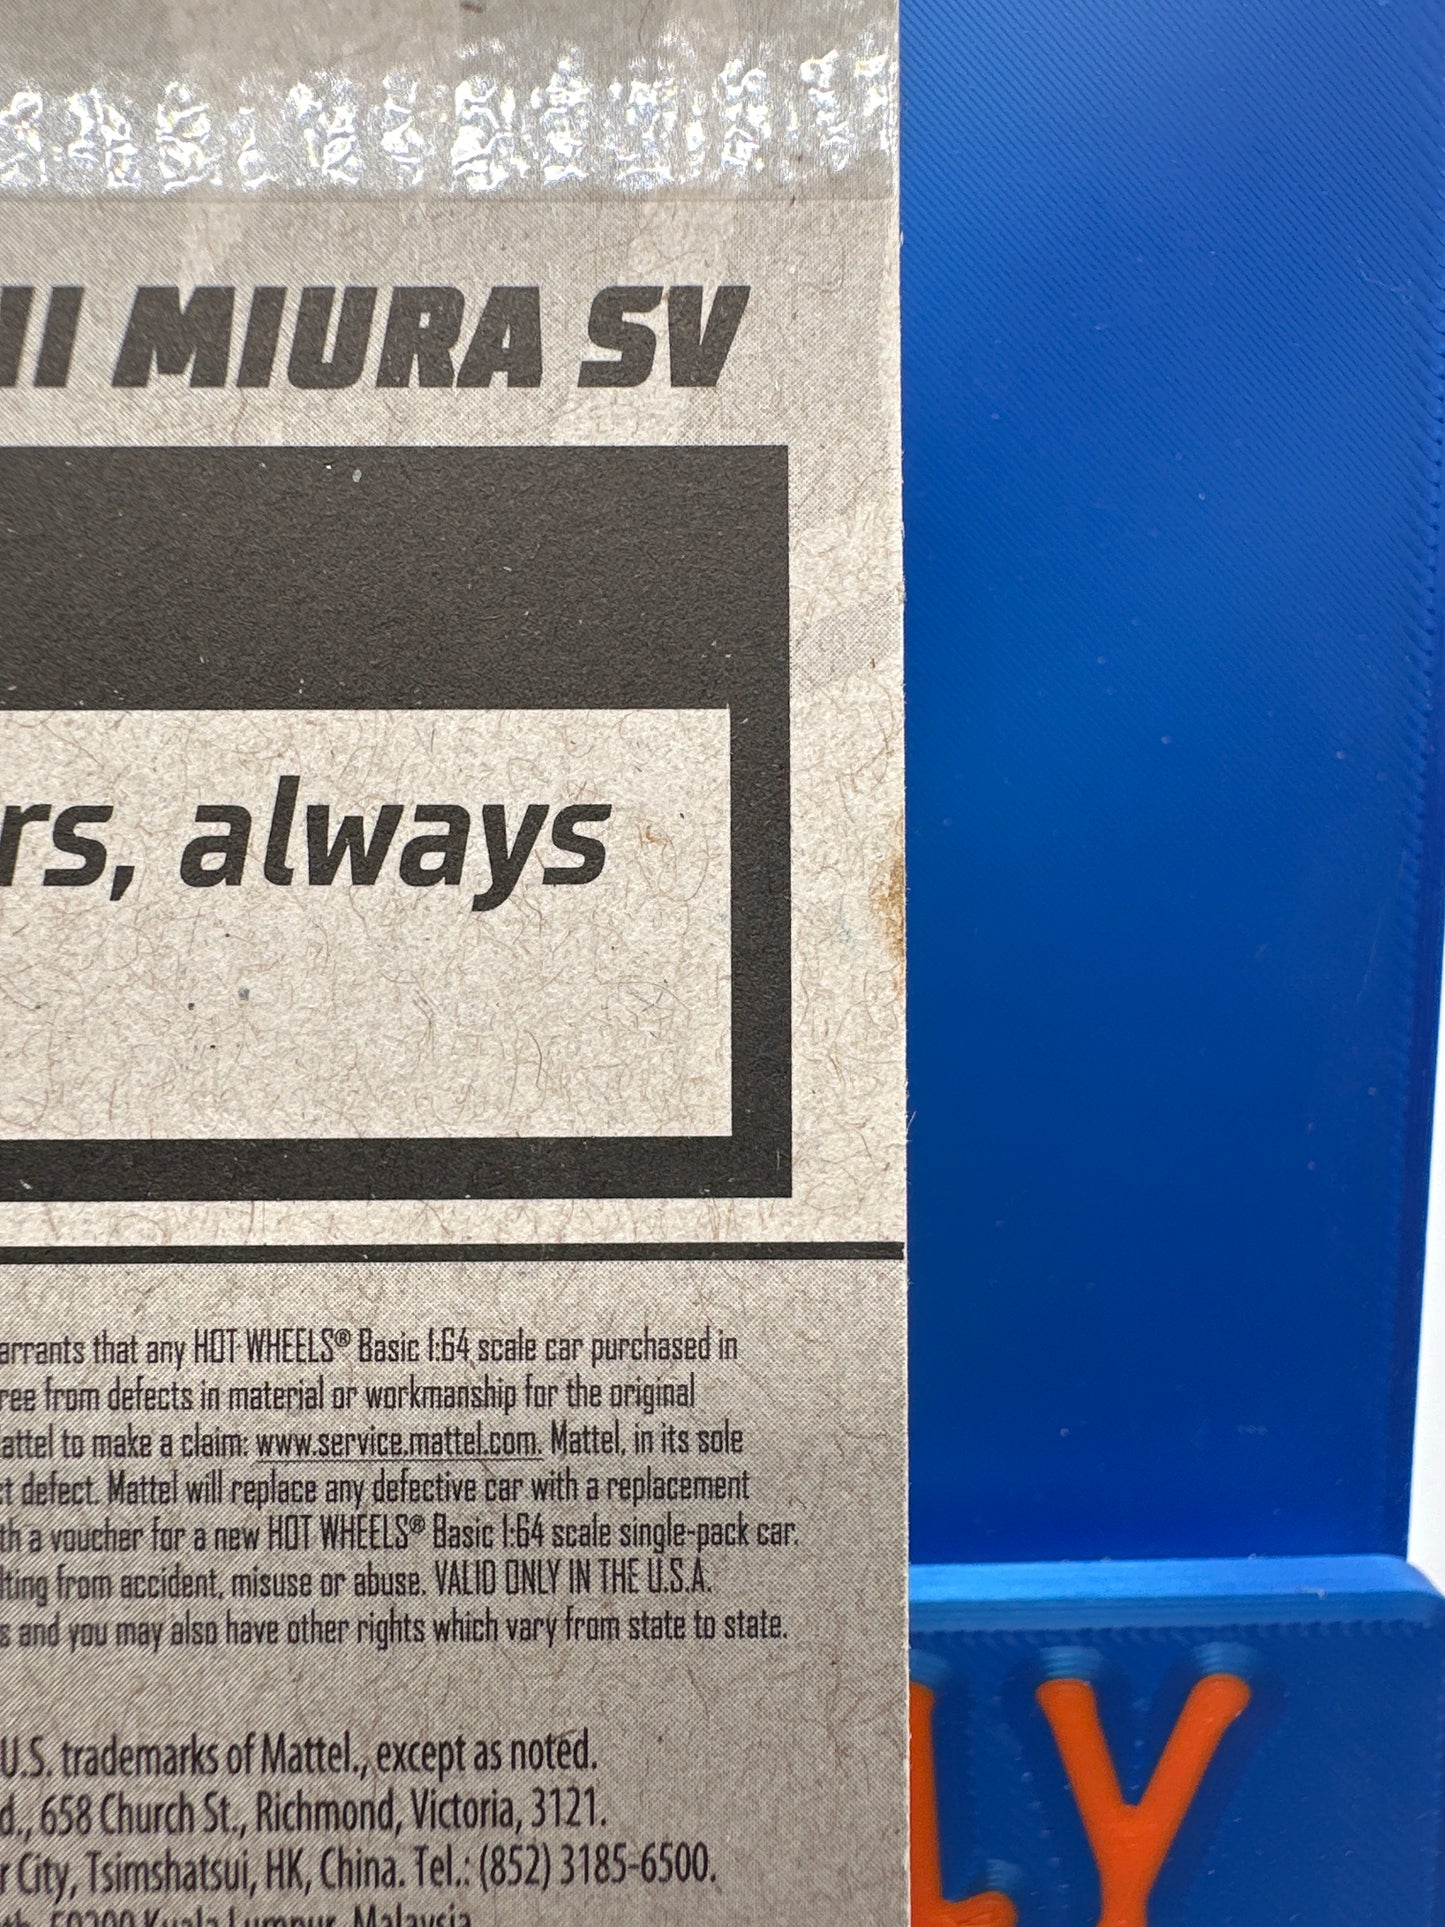 MIURA SV
rs, always
arrants that any HOT WHEELS® Basic 1:64 scale car purchased in
ree from defects in material or workmanship for the original
attel to make a claim: www.service.mattel.com. Mattel, in its sole
ct defect. Mattel will replace any defective car with a replacement
th a voucher for a new HOT WHEELS® Basic 1:64 scale single-pack car.
lting from accident, misuse or abuse. VALID ONLY IN THE U.S.A.
s and you may also have other rights which vary from state to state.
U.S. trademarks of Mattel., except as noted.
d., 658 Church St., Richmond, Victoria, 3121.
r City, Tsimshatsui, HK, China. Tel.: (852) 3185-6500.
59200 Kuala Lumpur, Malaysia.
LY